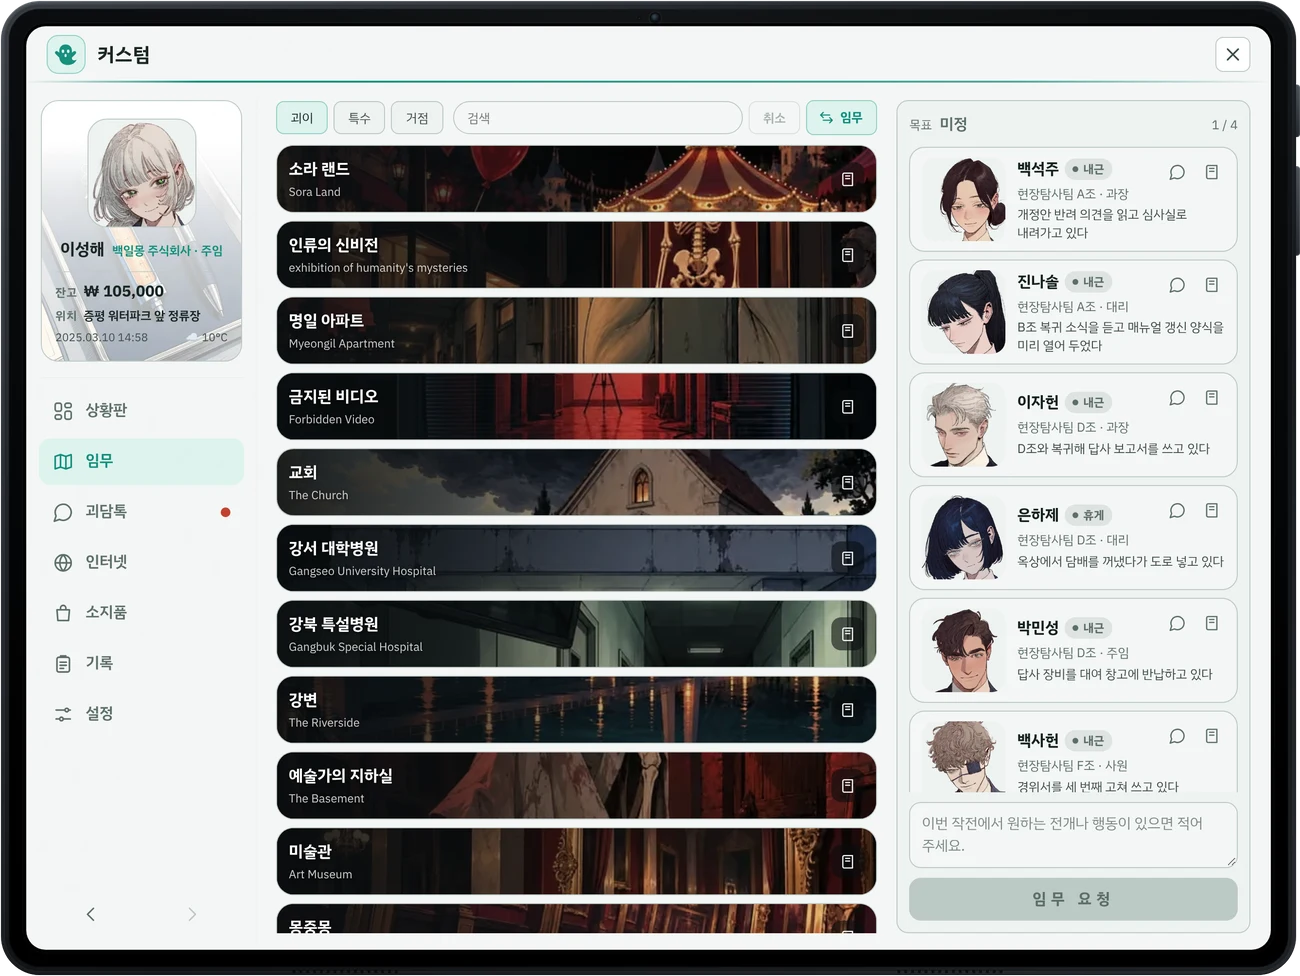 커스텀
이성해 백일몽 주식회사 · 주임
잔고 ₩ 105,000
위치 증평 워터파크 앞 정류장
2025.03.10 14:58 10°C
상황판
임무
괴담톡
인터넷
소지품
기록
설정
괴이 특수 거점 검색 취소 임무
소라 랜드
Sora Land
인류의 신비전
exhibition of humanity's mysteries
명일 아파트
Myeongil Apartment
금지된 비디오
Forbidden Video
교회
The Church
강서 대학병원
Gangseo University Hospital
강북 특설병원
Gangbuk Special Hospital
강변
The Riverside
예술가의 지하실
The Basement
미술관
Art Museum
몽중몽
목표 미정 1 / 4
백석주 내근
현장탐사팀 A조 · 과장
개정안 반려 의견을 읽고 심사실로
내려가고 있다
진나솔 내근
현장탐사팀 A조 · 대리
B조 복귀 소식을 듣고 매뉴얼 갱신 양식을
미리 열어 두었다
이자헌 내근
현장탐사팀 D조 · 과장
D조와 복귀해 답사 보고서를 쓰고 있다
은하제 휴게
현장탐사팀 D조 · 대리
옥상에서 담배를 꺼냈다가 도로 넣고 있다
박민성 내근
현장탐사팀 D조 · 주임
답사 장비를 대여 창고에 반납하고 있다
백사헌 내근
현장탐사팀 F조 · 사원
경위서를 세 번째 고쳐 쓰고 있다
이번 작전에서 원하는 전개나 행동이 있으면 적어
주세요.
임무 요청